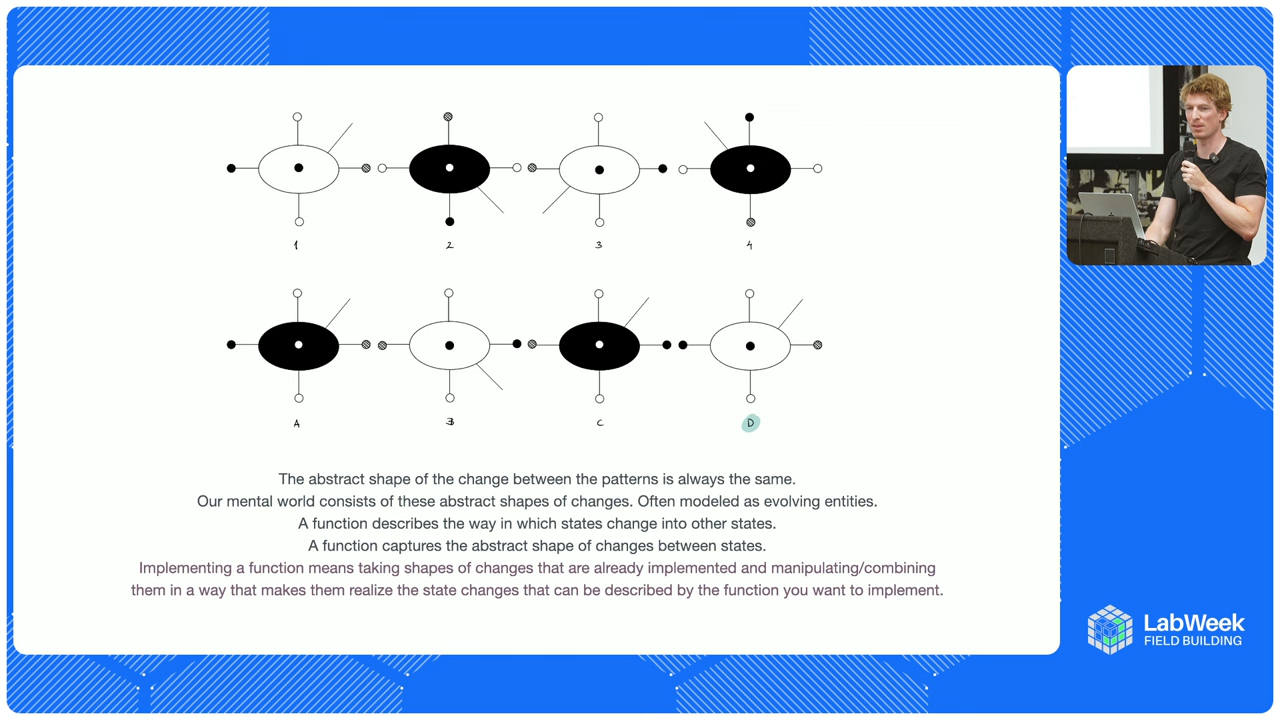 1 2 3 4
A B C D
The abstract shape of the change between the patterns is always the same.
Our mental world consists of these abstract shapes of changes. Often modeled as evolving entities.
A function describes the way in which states change into other states.
A function captures the abstract shape of changes between states.
Implementing a function means taking shapes of changes that are already implemented and manipulating/combining
them in a way that makes them realize the state changes that can be described by the function you want to implement.
LabWeek
FIELD BUILDING